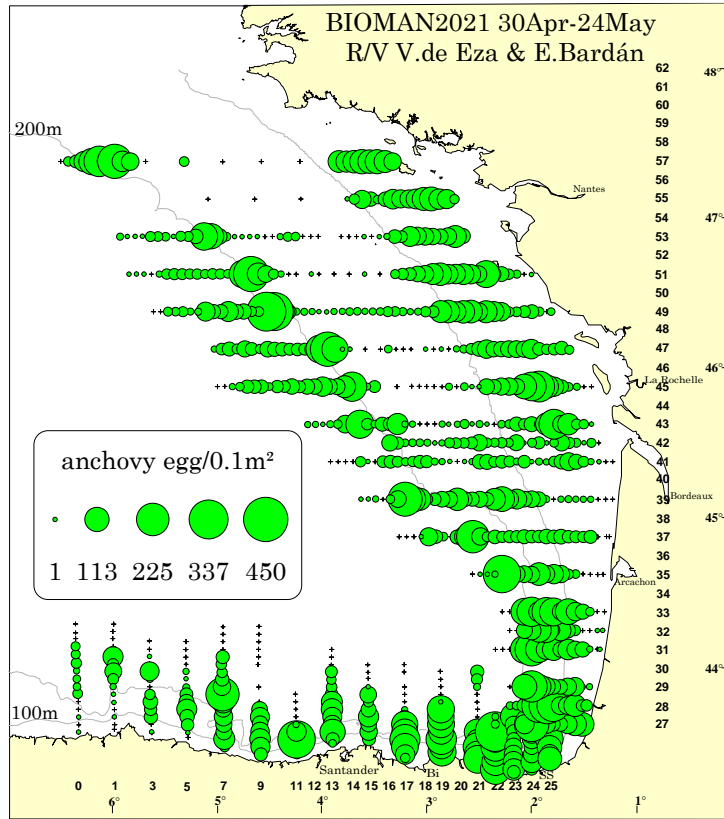 BIOMAN2021 30Apr-24May
R/V V.de Eza & E.Bardán
62
48°
61
60
59
200m
58
57
56
Nantes
55
54
47°
53
52
51
50
49
48
47
46
46°
45
La Rochelle
44
43
anchovy egg/0.1m²
42
41
40
39
Bordeaux
38
45°
37
36
1 113 225 337 450
35
Arcachon
34
33
32
31
30
44°
29
28
100m
27
Santander
Bi
SS
0 1 3 5 7 9 11 12 13 14 15 16 17 18 19 20 21 22 23 24 25
6° 5° 4° 3° 2° 1°